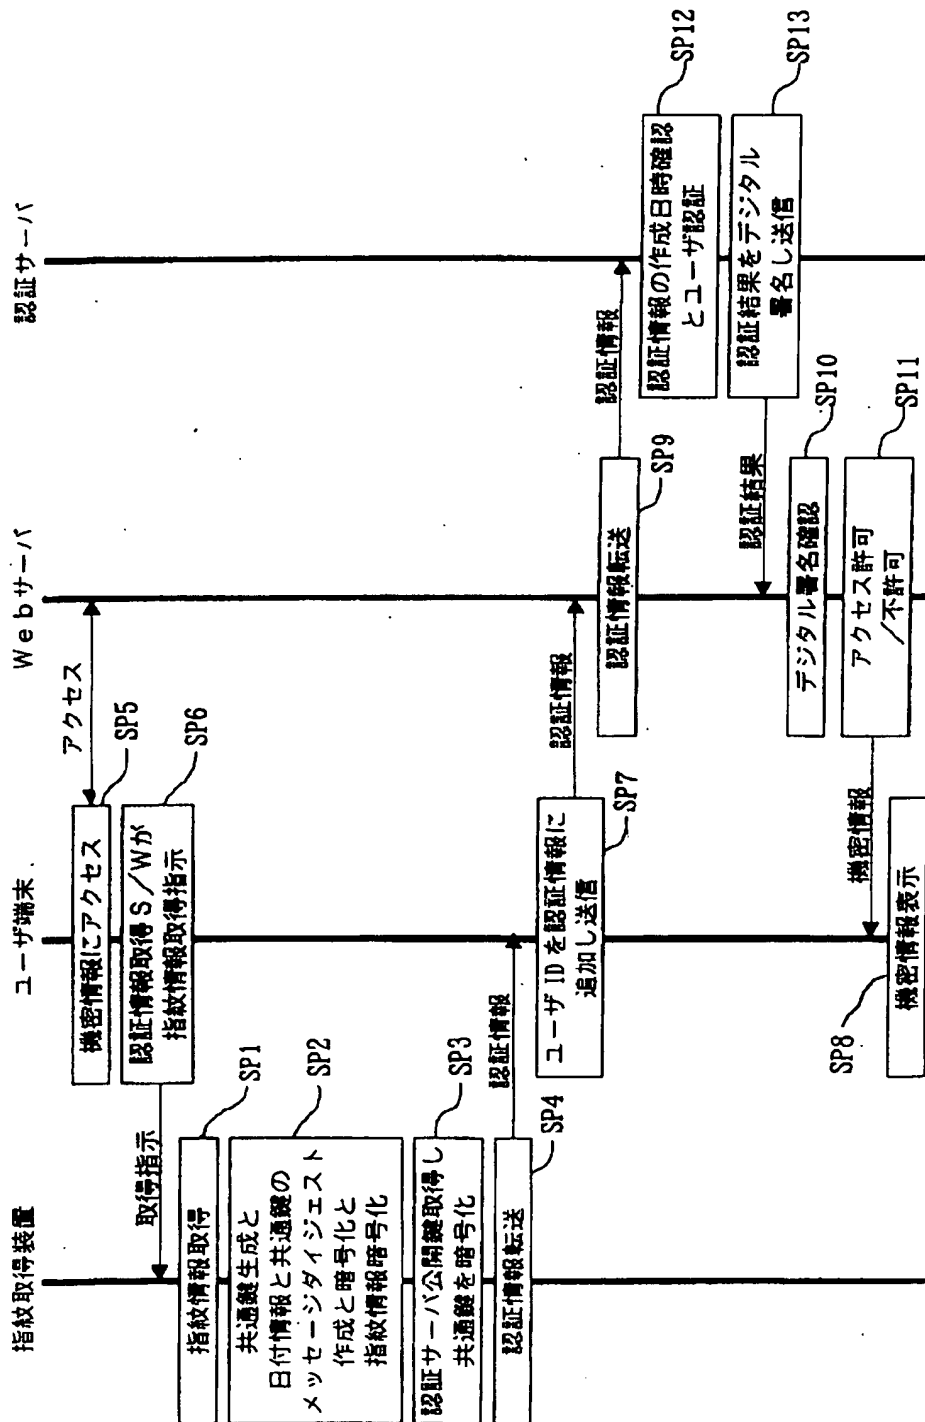 指紋取得装置
ユーザ端末
Webサーバ
認証サーバ
機密情報にアクセス
SP5
アクセス
認証情報取得S/Wが
指紋情報取得指示
SP6
取得指示
指紋情報取得
SP1
共通鍵生成と
日付情報と共通鍵の
メッセージダイジェスト
作成と暗号化と
指紋情報暗号化
SP2
認証サーバ公開鍵取得し
共通鍵を暗号化
SP3
認証情報転送
SP4
認証情報
ユーザIDを認証情報に
追加し送信
SP7
認証情報
認証情報転送
SP9
認証情報
認証情報の作成日時確認
とユーザ認証
SP12
認証結果をデジタル
署名し送信
SP13
認証結果
デジタル署名確認
SP10
アクセス許可
/不許可
SP11
機密情報
機密情報表示
SP8